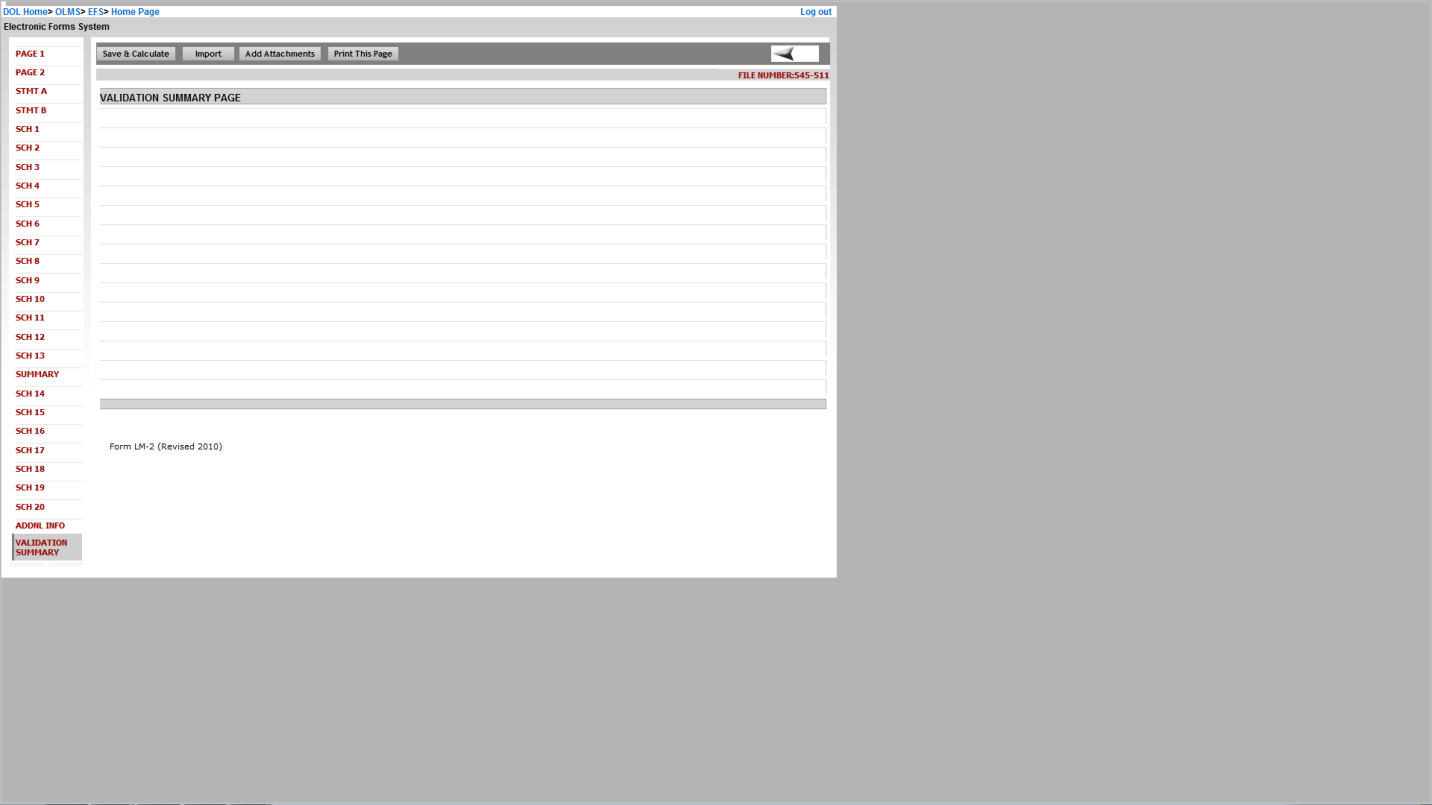 DOL Home> OLMS> EFS> Home Page
Log out
Electronic Forms System
Save & Calculate
Import
Add Attachments
Print This Page
FILE NUMBER:545-511
PAGE 1
PAGE 2
STMT A
STMT B
SCH 1
SCH 2
SCH 3
SCH 4
SCH 5
SCH 6
SCH 7
SCH 8
SCH 9
SCH 10
SCH 11
SCH 12
SCH 13
SUMMARY
SCH 14
SCH 15
SCH 16
SCH 17
SCH 18
SCH 19
SCH 20
ADDNL INFO
VALIDATION
SUMMARY
VALIDATION SUMMARY PAGE
Form LM-2 (Revised 2010)